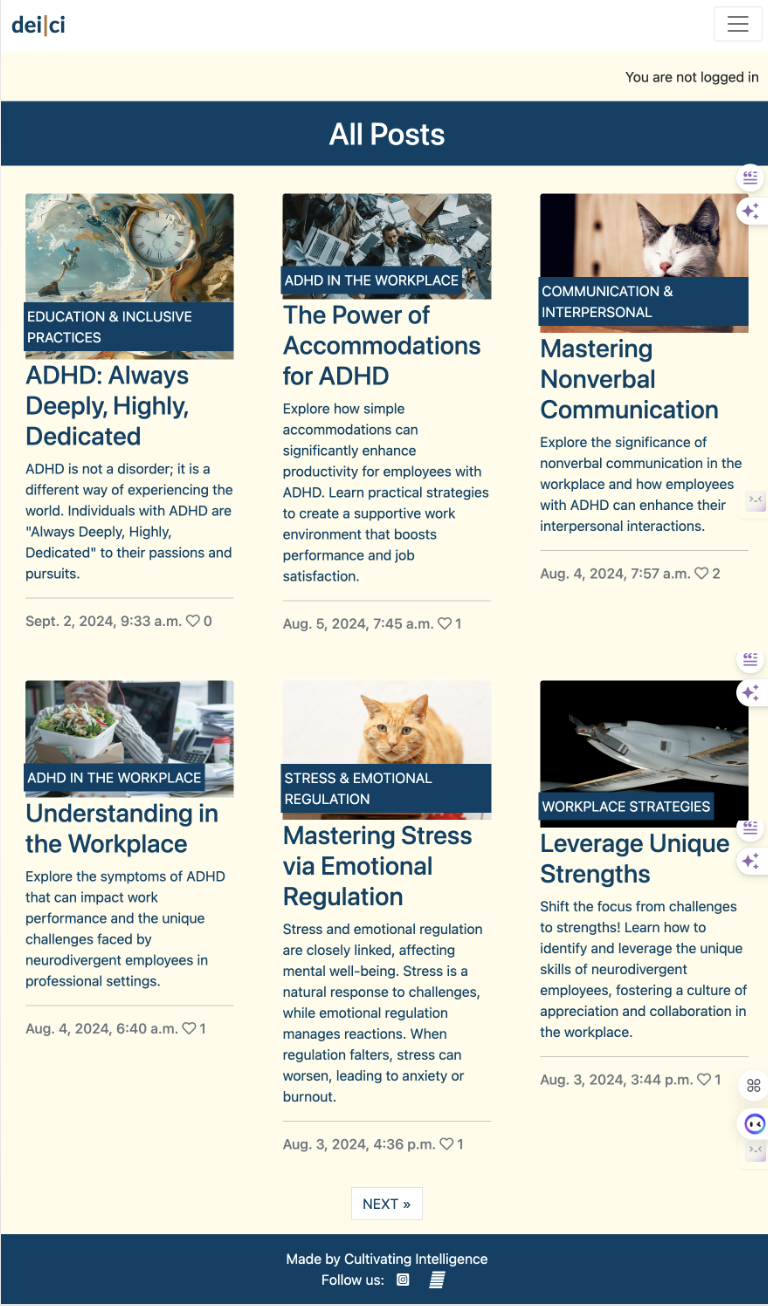 dei|ci
You are not logged in
All Posts
EDUCATION & INCLUSIVE
PRACTICES
ADHD: Always
Deeply, Highly,
Dedicated
ADHD is not a disorder; it is a
different way of experiencing the
world. Individuals with ADHD are
"Always Deeply, Highly,
Dedicated" to their passions and
pursuits.
Sept. 2, 2024, 9:33 a.m. ♡ 0
ADHD IN THE WORKPLACE
The Power of
Accommodations
for ADHD
Explore how simple
accommodations can
significantly enhance
productivity for employees with
ADHD. Learn practical strategies
to create a supportive work
environment that boosts
performance and job
satisfaction.
Aug. 5, 2024, 7:45 a.m. ♡ 1
COMMUNICATION &
INTERPERSONAL
Mastering
Nonverbal
Communication
Explore the significance of
nonverbal communication in the
workplace and how employees
with ADHD can enhance their
interpersonal interactions.
Aug. 4, 2024, 7:57 a.m. ♡ 2
ADHD IN THE WORKPLACE
Understanding in
the Workplace
Explore the symptoms of ADHD
that can impact work
performance and the unique
challenges faced by
neurodivergent employees in
professional settings.
Aug. 4, 2024, 6:40 a.m. ♡ 1
STRESS & EMOTIONAL
REGULATION
Mastering Stress
via Emotional
Regulation
Stress and emotional regulation
are closely linked, affecting
mental well-being. Stress is a
natural response to challenges,
while emotional regulation
manages reactions. When
regulation falters, stress can
worsen, leading to anxiety or
burnout.
Aug. 3, 2024, 4:36 p.m. ♡ 1
WORKPLACE STRATEGIES
Leverage Unique
Strengths
Shift the focus from challenges
to strengths! Learn how to
identify and leverage the unique
skills of neurodivergent
employees, fostering a culture of
appreciation and collaboration in
the workplace.
Aug. 3, 2024, 3:44 p.m. ♡ 1
NEXT »
Made by Cultivating Intelligence
Follow us: